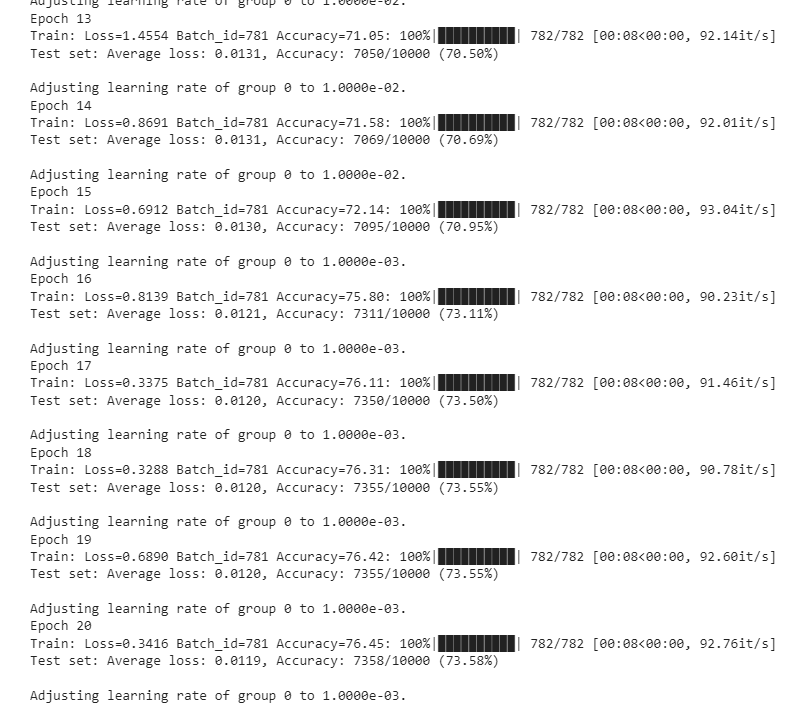 Adjusting learning rate of group 0 to 1.0000e-02.
Epoch 13
Train: Loss=1.4554 Batch_id=781 Accuracy=71.05: 100%|██████████| 782/782 [00:08<00:00, 92.14it/s]
Test set: Average loss: 0.0131, Accuracy: 7050/10000 (70.50%)
Adjusting learning rate of group 0 to 1.0000e-02.
Epoch 14
Train: Loss=0.8691 Batch_id=781 Accuracy=71.58: 100%|██████████| 782/782 [00:08<00:00, 92.01it/s]
Test set: Average loss: 0.0131, Accuracy: 7069/10000 (70.69%)
Adjusting learning rate of group 0 to 1.0000e-02.
Epoch 15
Train: Loss=0.6912 Batch_id=781 Accuracy=72.14: 100%|██████████| 782/782 [00:08<00:00, 93.04it/s]
Test set: Average loss: 0.0130, Accuracy: 7095/10000 (70.95%)
Adjusting learning rate of group 0 to 1.0000e-03.
Epoch 16
Train: Loss=0.8139 Batch_id=781 Accuracy=75.80: 100%|██████████| 782/782 [00:08<00:00, 90.23it/s]
Test set: Average loss: 0.0121, Accuracy: 7311/10000 (73.11%)
Adjusting learning rate of group 0 to 1.0000e-03.
Epoch 17
Train: Loss=0.3375 Batch_id=781 Accuracy=76.11: 100%|██████████| 782/782 [00:08<00:00, 91.46it/s]
Test set: Average loss: 0.0120, Accuracy: 7350/10000 (73.50%)
Adjusting learning rate of group 0 to 1.0000e-03.
Epoch 18
Train: Loss=0.3288 Batch_id=781 Accuracy=76.31: 100%|██████████| 782/782 [00:08<00:00, 90.78it/s]
Test set: Average loss: 0.0120, Accuracy: 7355/10000 (73.55%)
Adjusting learning rate of group 0 to 1.0000e-03.
Epoch 19
Train: Loss=0.6890 Batch_id=781 Accuracy=76.42: 100%|██████████| 782/782 [00:08<00:00, 92.60it/s]
Test set: Average loss: 0.0120, Accuracy: 7355/10000 (73.55%)
Adjusting learning rate of group 0 to 1.0000e-03.
Epoch 20
Train: Loss=0.3416 Batch_id=781 Accuracy=76.45: 100%|██████████| 782/782 [00:08<00:00, 92.76it/s]
Test set: Average loss: 0.0119, Accuracy: 7358/10000 (73.58%)
Adjusting learning rate of group 0 to 1.0000e-03.